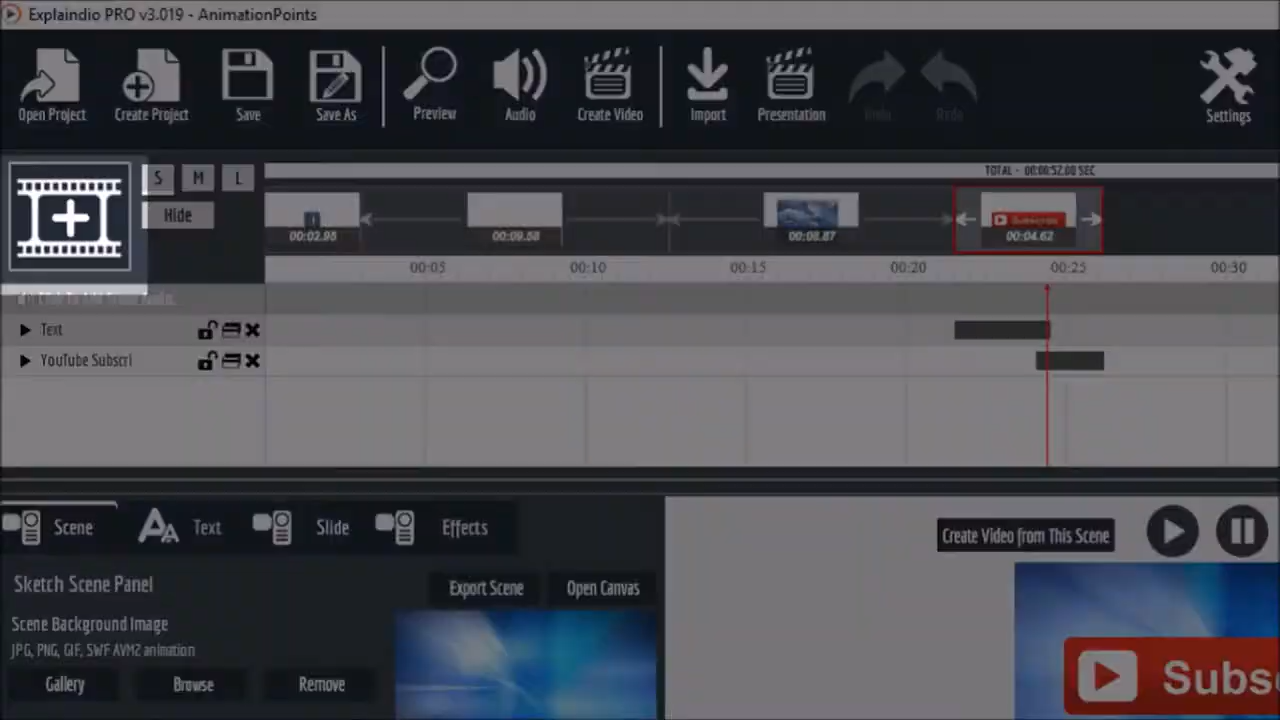 Explaindio PRO v3.019 - AnimationPoints
Open Project
Create Project
Save
Save As
Preview
Audio
Create Video
Import
Presentation
Undo
Redo
Settings
S
M
L
Hide
TOTAL - 00:00:52.00 SEC
00:02.95
00:09.58
00:08.87
Subscribe
00:04.62
00:05
00:10
00:15
00:20
00:25
00:30
Text
YouTube Subscri
Scene
Text
Slide
Effects
Create Video from This Scene
Sketch Scene Panel
Export Scene
Open Canvas
Scene Background Image
JPG, PNG, GIF, SWF AVM2 animation
Gallery
Browse
Remove
Subs